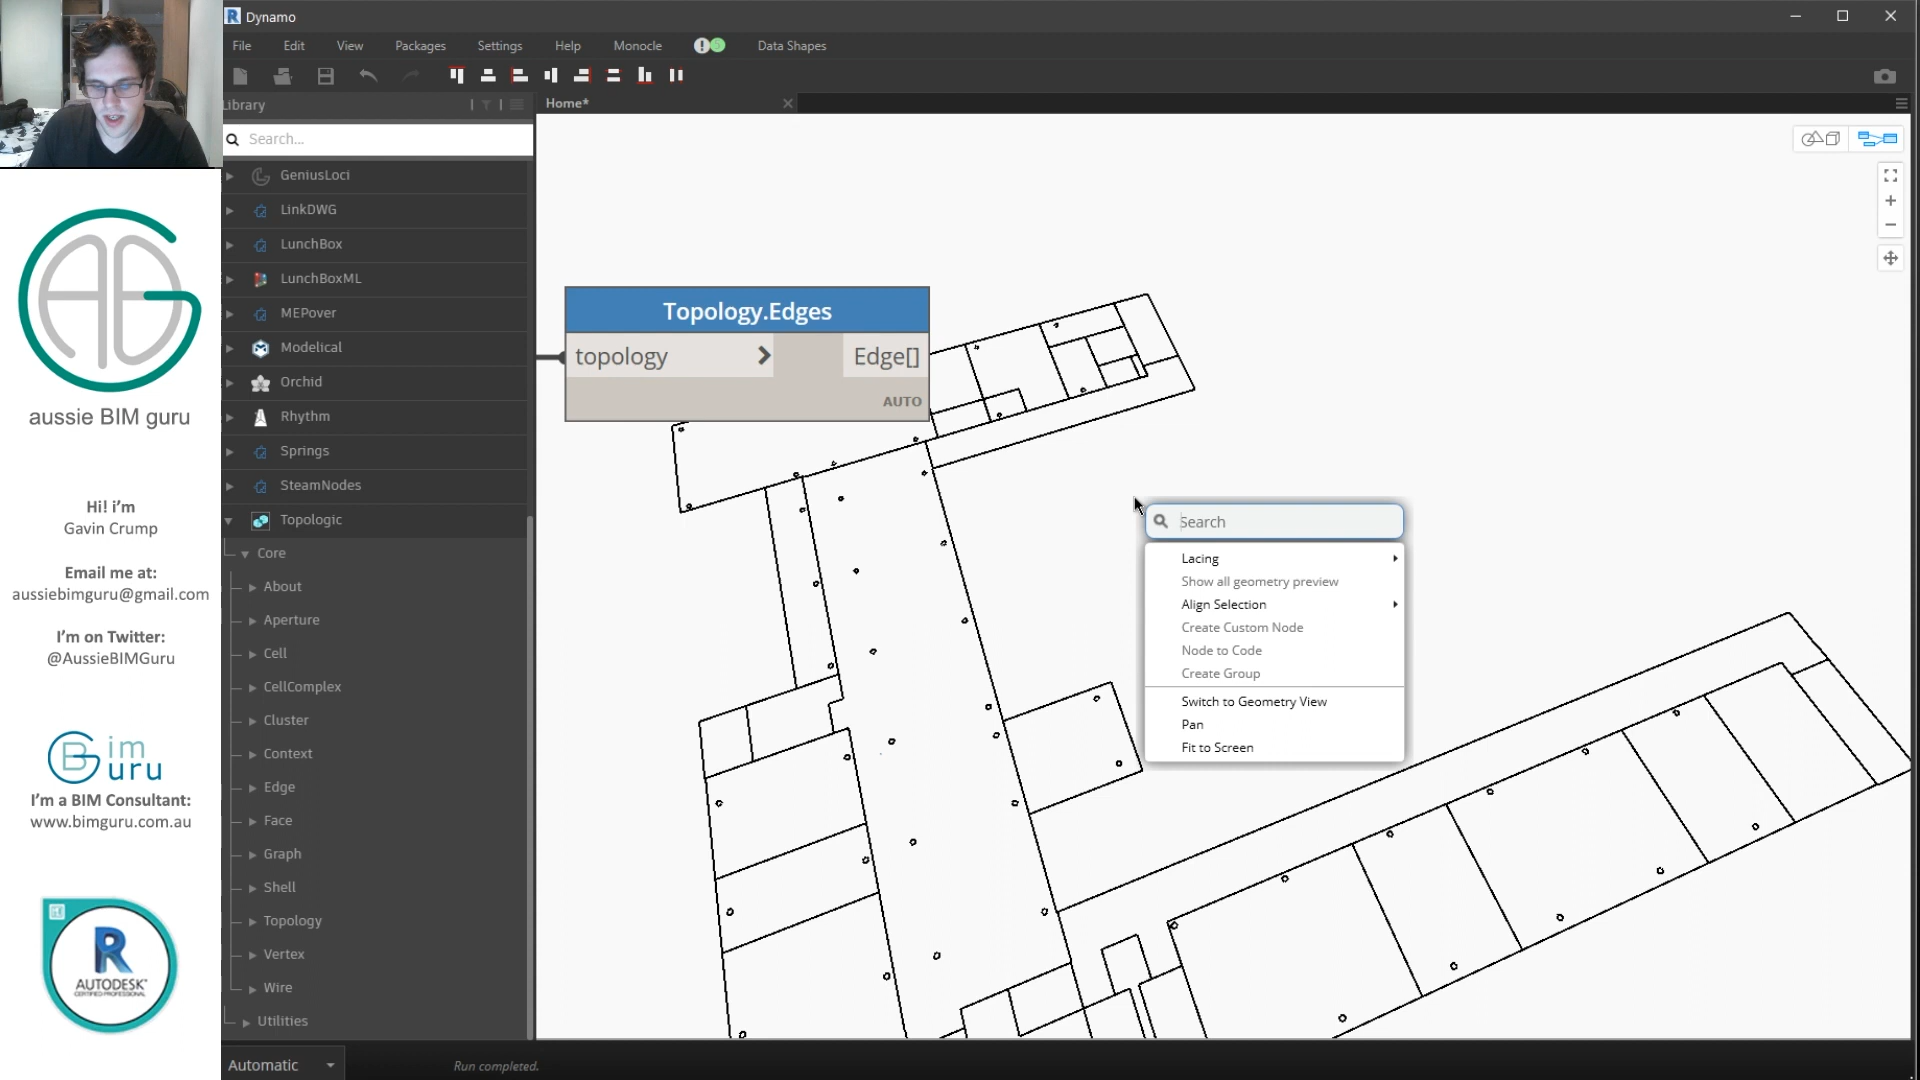 Dynamo
File Edit View Packages Settings Help Monocle Data Shapes
Library
Home*
Search...
GeniusLoci
LinkDWG
LunchBox
LunchBoxML
MEPover
Modelical
Orchid
Rhythm
Springs
SteamNodes
Topologic
Core
About
Aperture
Cell
CellComplex
Cluster
Context
Edge
Face
Graph
Shell
Topology
Vertex
Wire
Utilities
Automatic
Run completed.
Topology.Edges
topology
Edge[]
AUTO
Search
Lacing
Show all geometry preview
Align Selection
Create Custom Node
Node to Code
Create Group
Switch to Geometry View
Pan
Fit to Screen
aussie BIM guru
Hi! i'm
Gavin Crump
Email me at:
aussiebimguru@gmail.com
I'm on Twitter:
@AussieBIMGuru
Bim
Guru
I'm a BIM Consultant:
www.bimguru.com.au
R
AUTODESK
CERTIFIED PROFESSIONAL